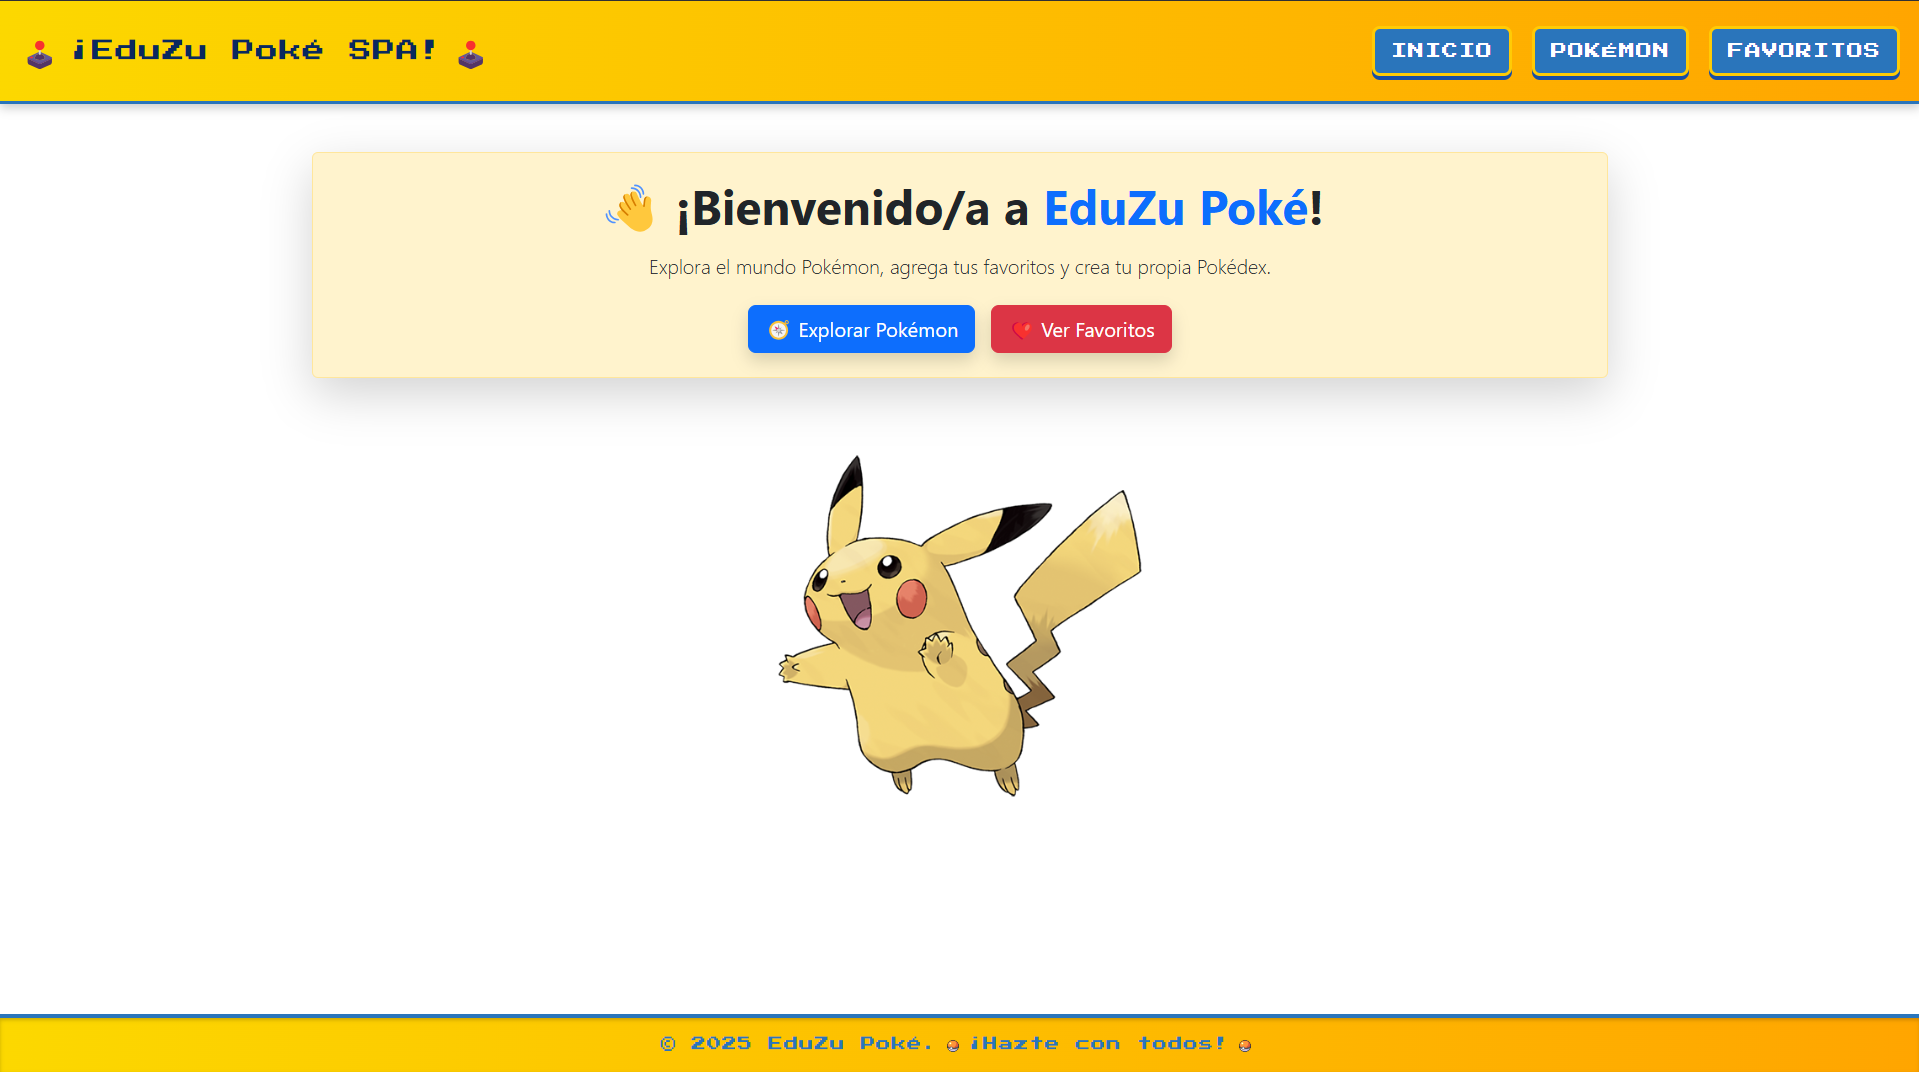 ¡EduZu Poké SPA!
INICIO
POKéMON
FAVORITOS
¡Bienvenido/a a EduZu Poké!
Explora el mundo Pokémon, agrega tus favoritos y crea tu propia Pokédex.
Explorar Pokémon
Ver Favoritos
© 2025 EduZu Poké. ¡Hazte con todos!